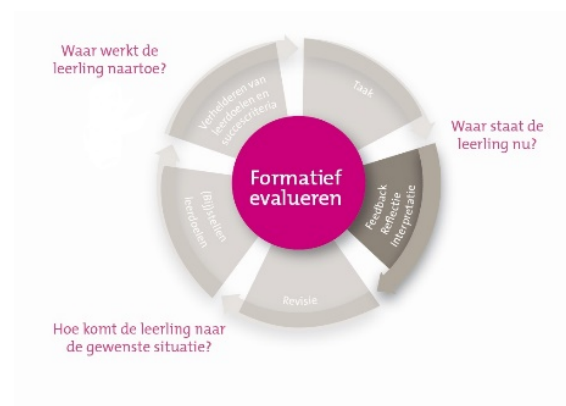 Waar werkt de
leerling naartoe?
Verhelderen van
leerdoelen en
succescriteria
Taak
Waar staat de
leerling nu?
Formatief
evalueren
Feedback
Reflectie
Interpretatie
(Bij)stellen
leerdoelen
Revisie
Hoe komt de leerling naar
de gewenste situatie?